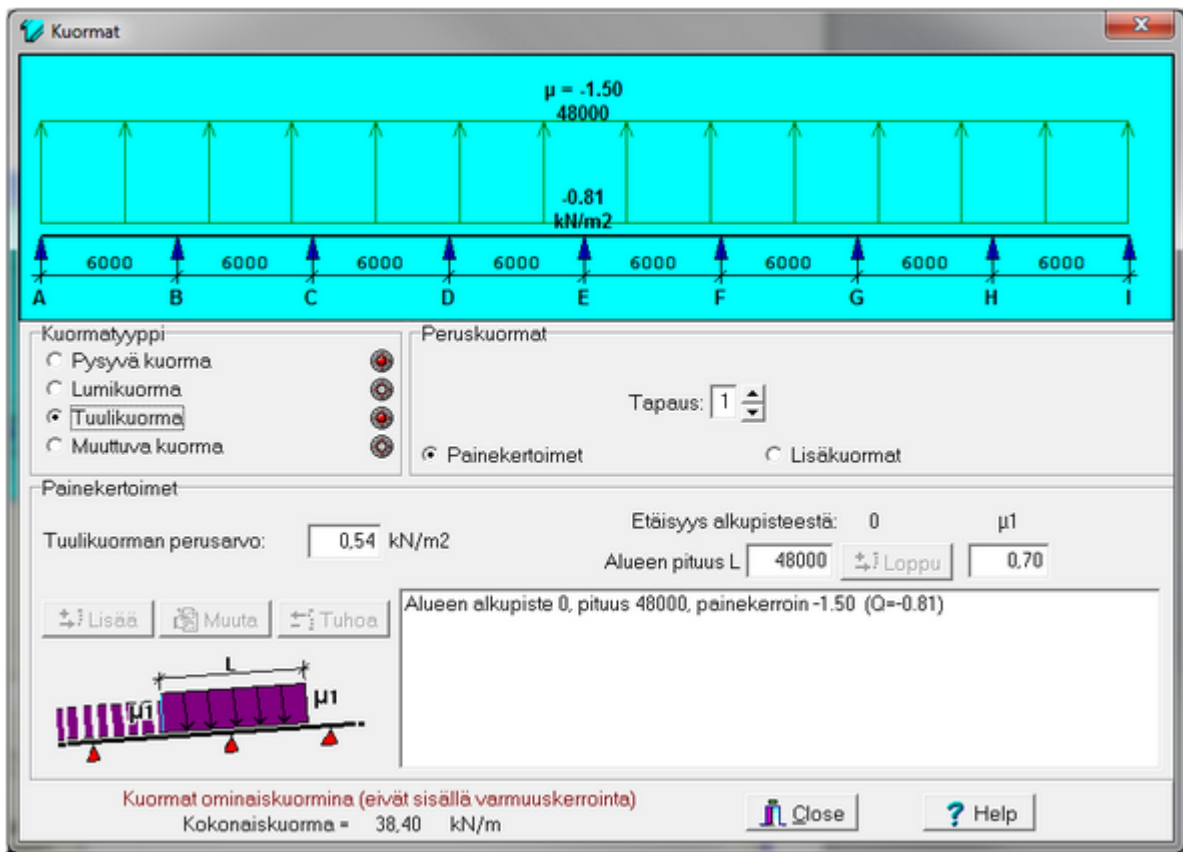 Kuormat
µ = -1.50
48000
-0.81
kN/m2
6000 6000 6000 6000 6000 6000 6000 6000
A B C D E F G H I
Kuormatyyppi
Pysyvä kuorma
Lumikuorma
Tuulikuorma
Muuttuva kuorma
Peruskuormat
Tapaus: 1
Painekertoimet Lisäkuormat
Painekertoimet
Tuulikuorman perusarvo: 0,54 kN/m2
Etäisyys alkupisteestä: 0 µ1
Alueen pituus L 48000 Loppu 0,70
Lisää Muuta Tuhoa
Alueen alkupiste 0, pituus 48000, painekerroin -1.50 (Q=-0.81)
L
µ1 µ1
Kuormat ominaiskuormina (eivät sisällä varmuuskerrointa)
Kokonaiskuorma = 38,40 kN/m
Close
? Help